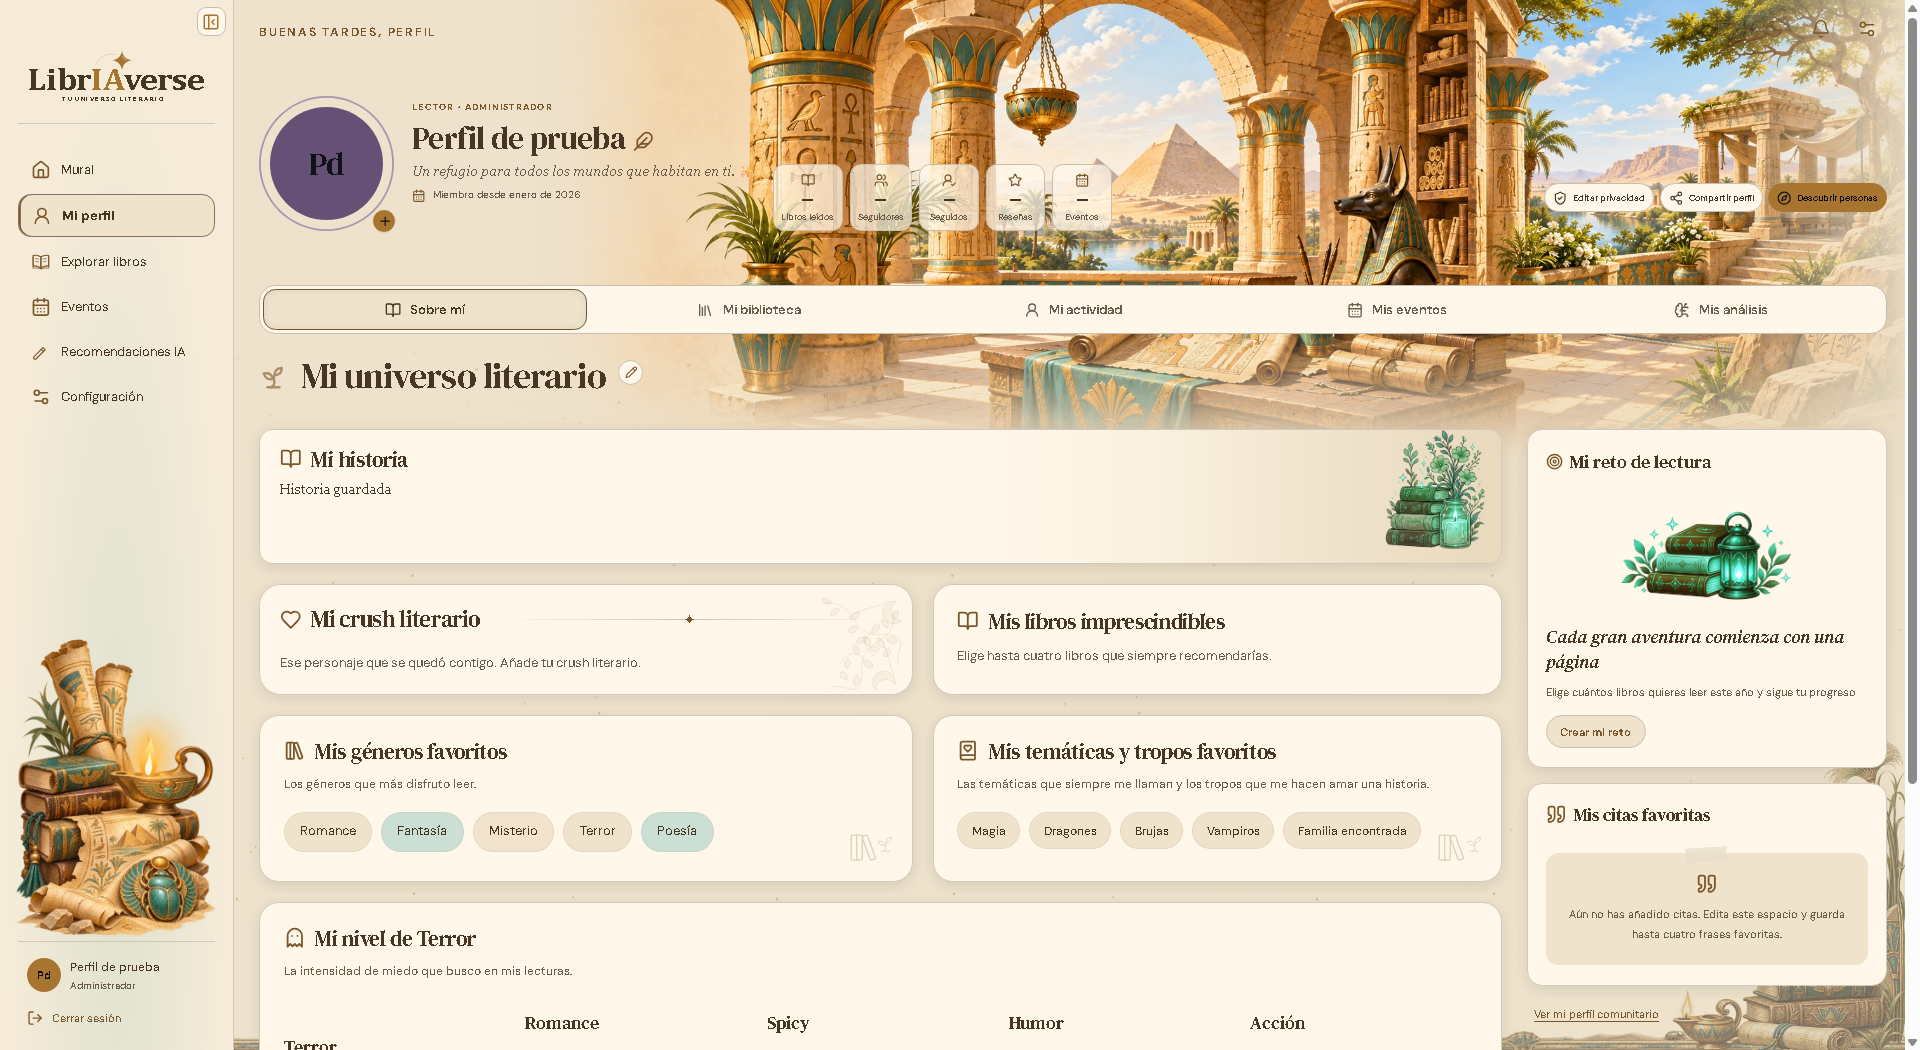 LibrIAverse
TU UNIVERSO LITERARIO
Mural
Mi perfil
Explorar libros
Eventos
Recomendaciones IA
Configuración
Pd
Perfil de prueba
Administrador
Cerrar sesión
BUENAS TARDES, PERFIL
Pd
LECTOR · ADMINISTRADOR
Perfil de prueba
Un refugio para todos los mundos que habitan en ti.
Miembro desde enero de 2026
Libros leídos
Seguidores
Seguidos
Reseñas
Eventos
Editar privacidad
Compartir perfil
Descubrir personas
Sobre mí
Mi biblioteca
Mi actividad
Mis eventos
Mis análisis
Mi universo literario
Mi historia
Historia guardada
Mi crush literario
Ese personaje que se quedó contigo. Añade tu crush literario.
Mis libros imprescindibles
Elige hasta cuatro libros que siempre recomendarías.
Mis géneros favoritos
Los géneros que más disfruto leer.
Romance
Fantasía
Misterio
Terror
Poesía
Mis temáticas y tropos favoritos
Las temáticas que siempre me llaman y los tropos que me hacen amar una historia.
Magia
Dragones
Brujas
Vampiros
Familia encontrada
Mi nivel de Terror
La intensidad de miedo que busco en mis lecturas.
Romance
Spicy
Humor
Acción
Terror
Mi reto de lectura
Cada gran aventura comienza con una
página
Elige cuántos libros quieres leer este año y sigue tu progreso
Crear mi reto
Mis citas favoritas
Aún no has añadido citas. Edita este espacio y guarda
hasta cuatro frases favoritas.
Ver mi perfil comunitario